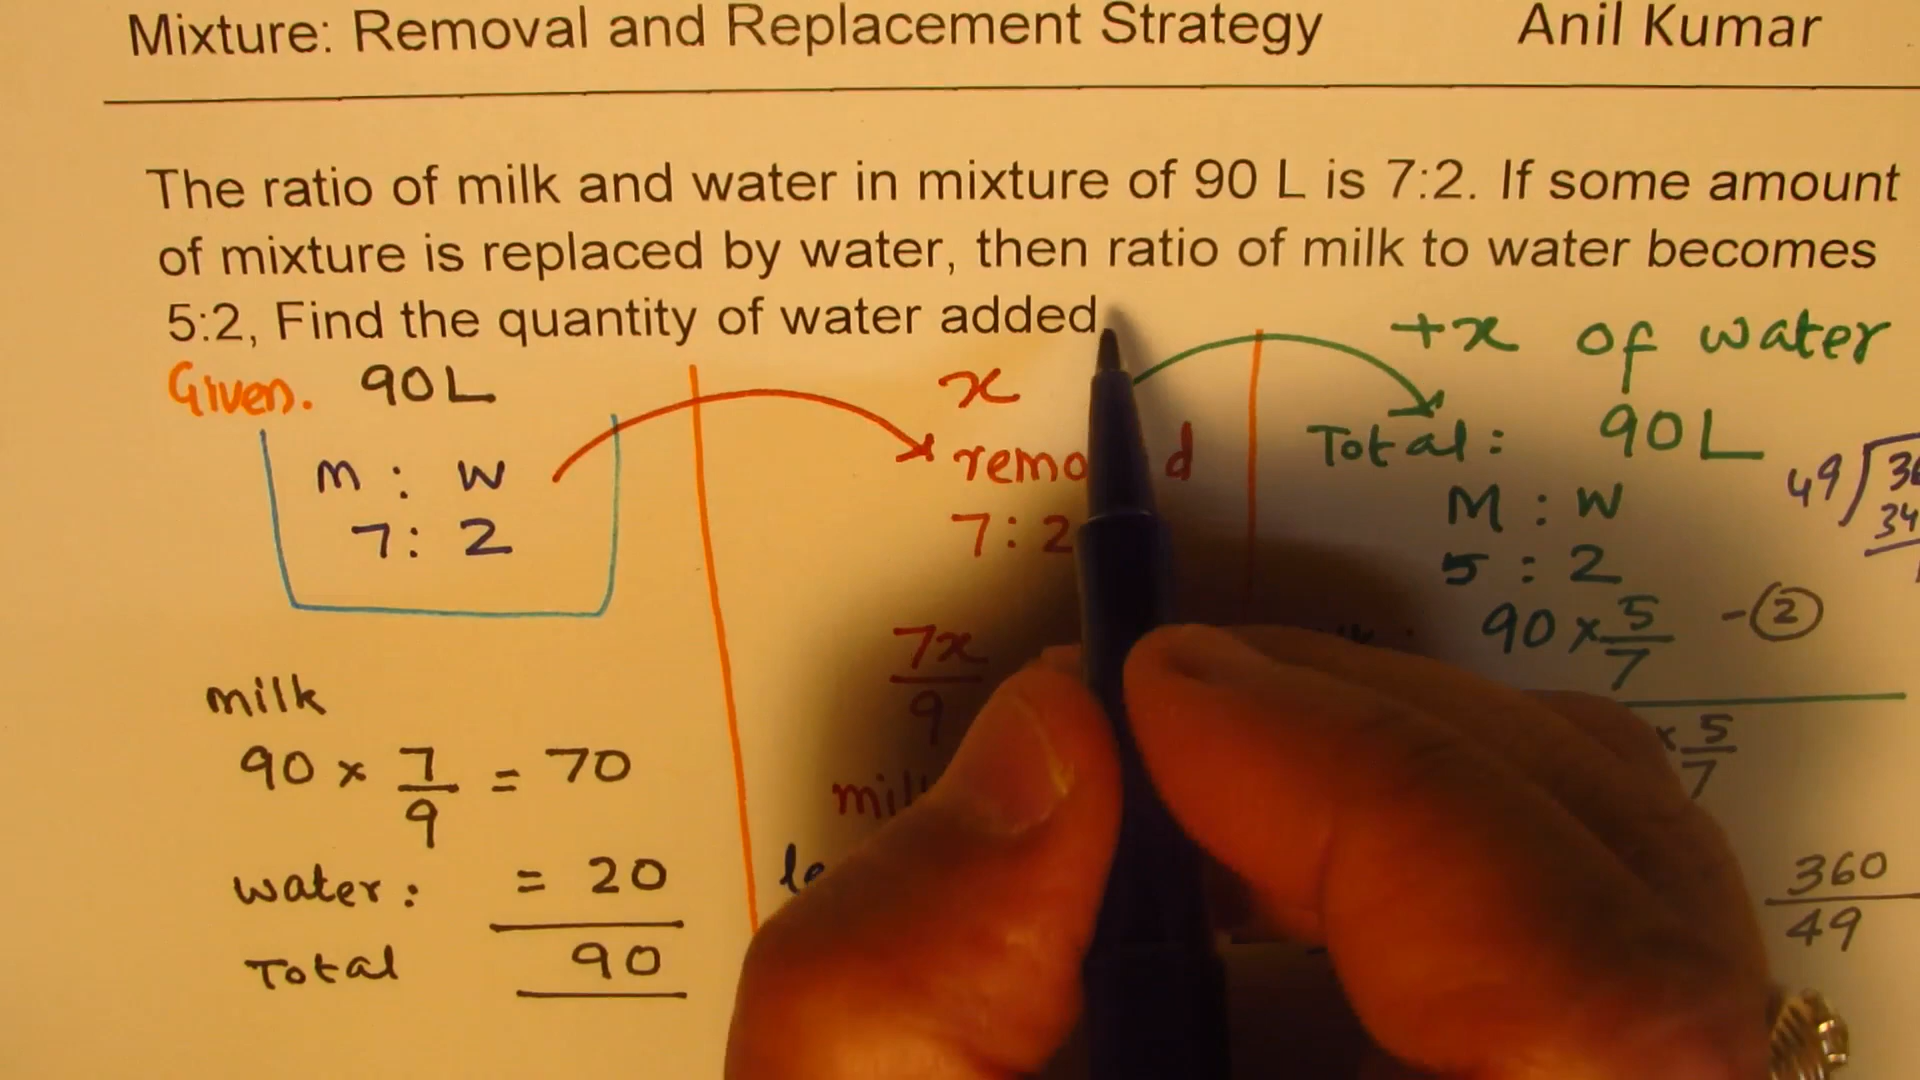 Mixture: Removal and Replacement Strategy Anil Kumar
The ratio of milk and water in mixture of 90 L is 7:2. If some amount
of mixture is replaced by water, then ratio of milk to water becomes
5:2, Find the quantity of water added
Given. 90L
M : W
7 : 2
milk
90 × 7/9 = 70
water: = 20
Total 90
x
7 : 2
7x/9
+x of water
Total: 90L
M : W
5 : 2
90 × 5/7 - ②
× 5/7
360/49
49